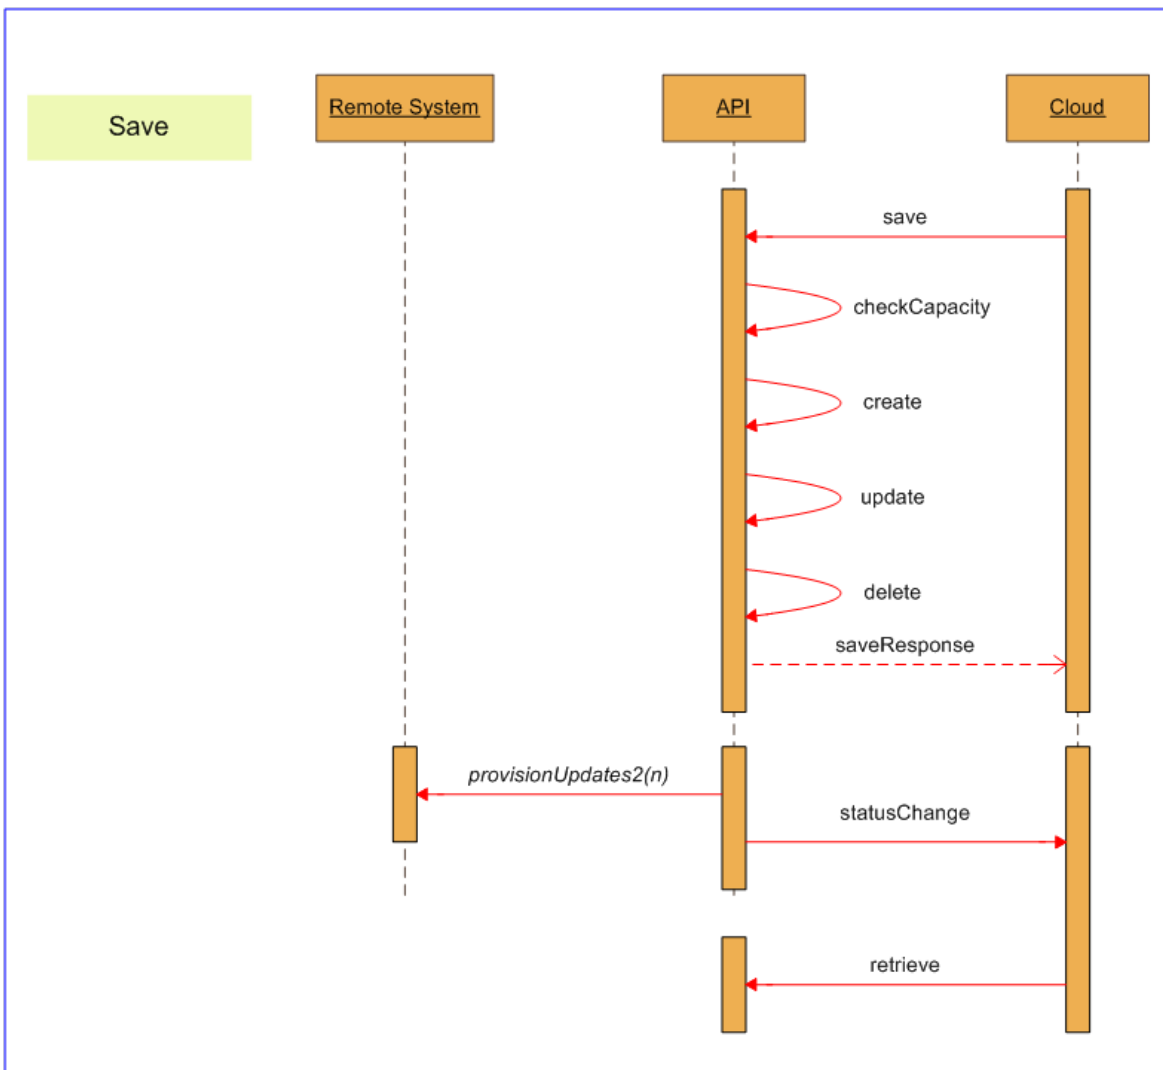 Save
Remote System
API
Cloud
save
checkCapacity
create
update
delete
saveResponse
provisionUpdates2(n)
statusChange
retrieve